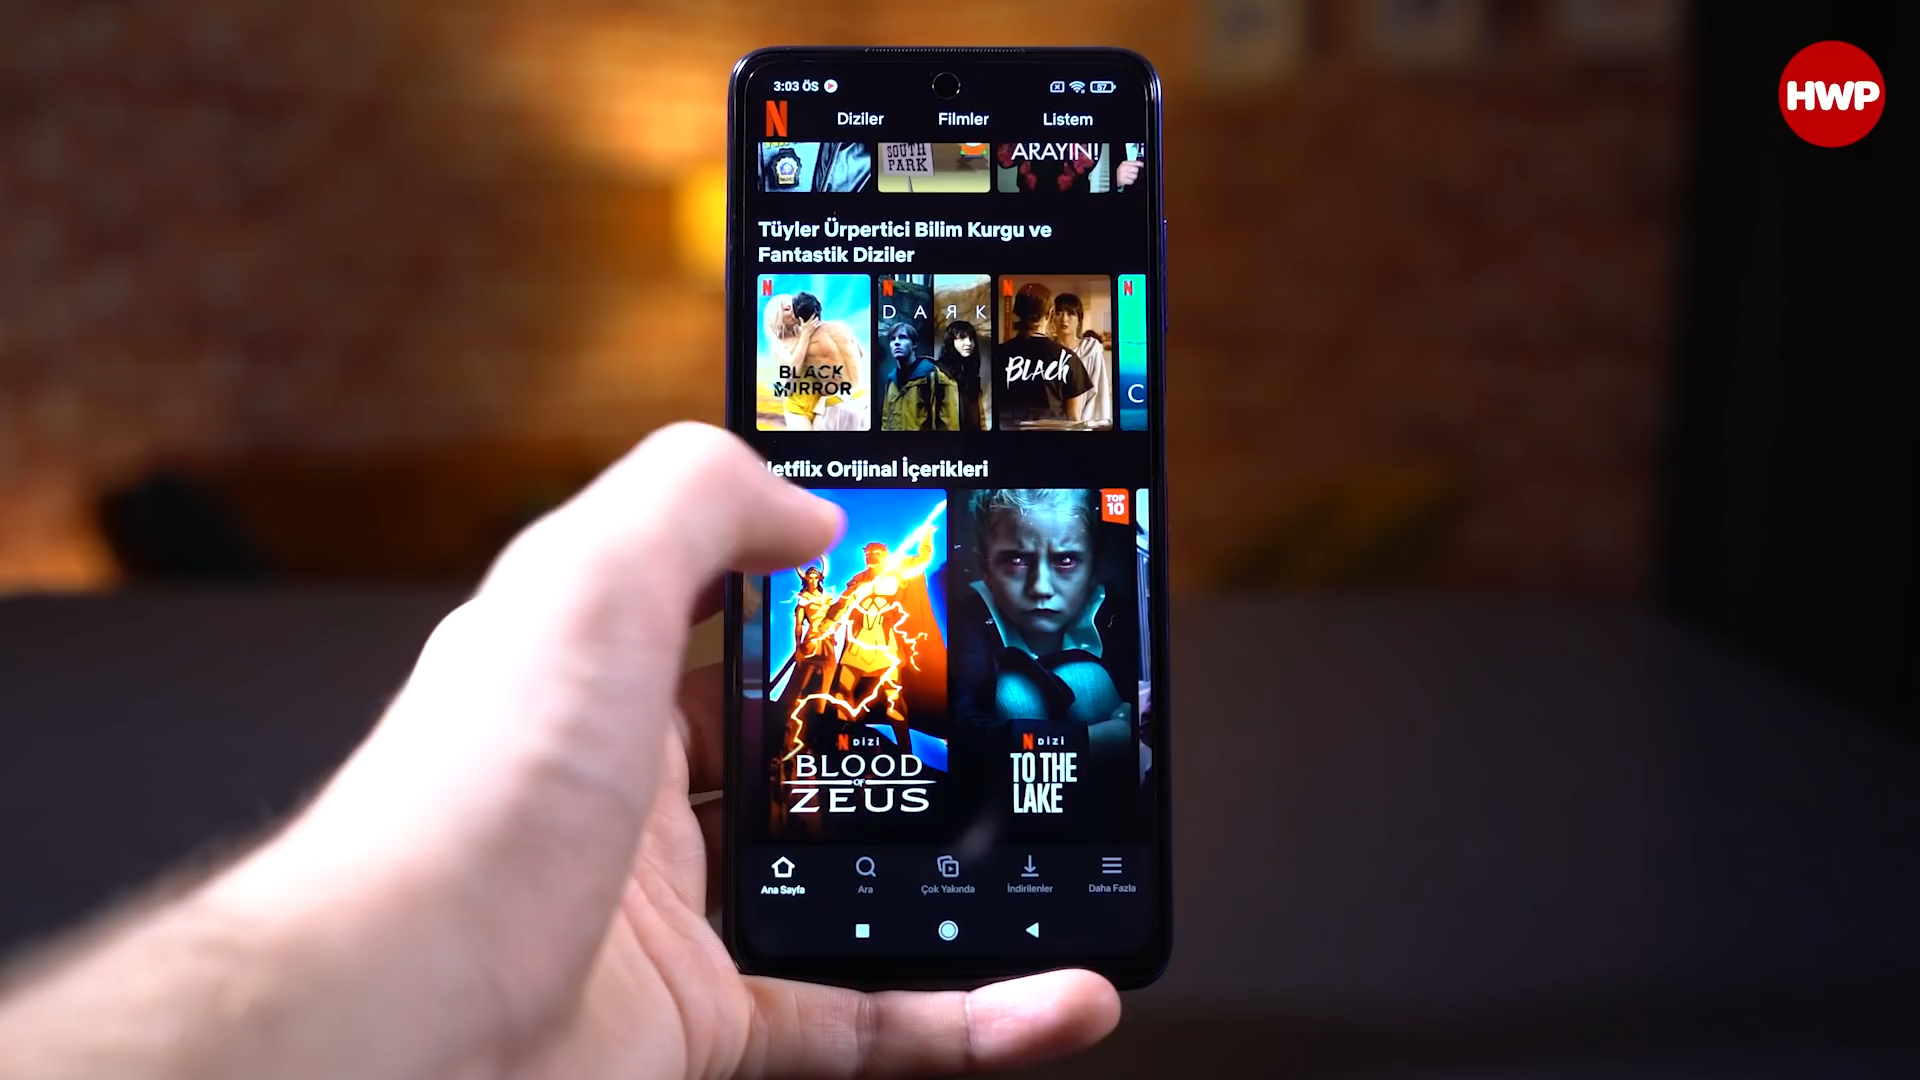 HWP
3:03 ÖS
57
N
Diziler
Filmler
Listem
SOUTH
PARK
ARAYIN!
Tüyler Ürpertici Bilim Kurgu ve
Fantastik Diziler
N
BLACK
MIRROR
N
DARK
N
BLACK
N
C
Netflix Orijinal İçerikleri
TOP
10
N DİZİ
BLOOD
OF
ZEUS
N DİZİ
TO THE
LAKE
Ana Sayfa
Ara
Çok Yakında
İndirilenler
Daha Fazla